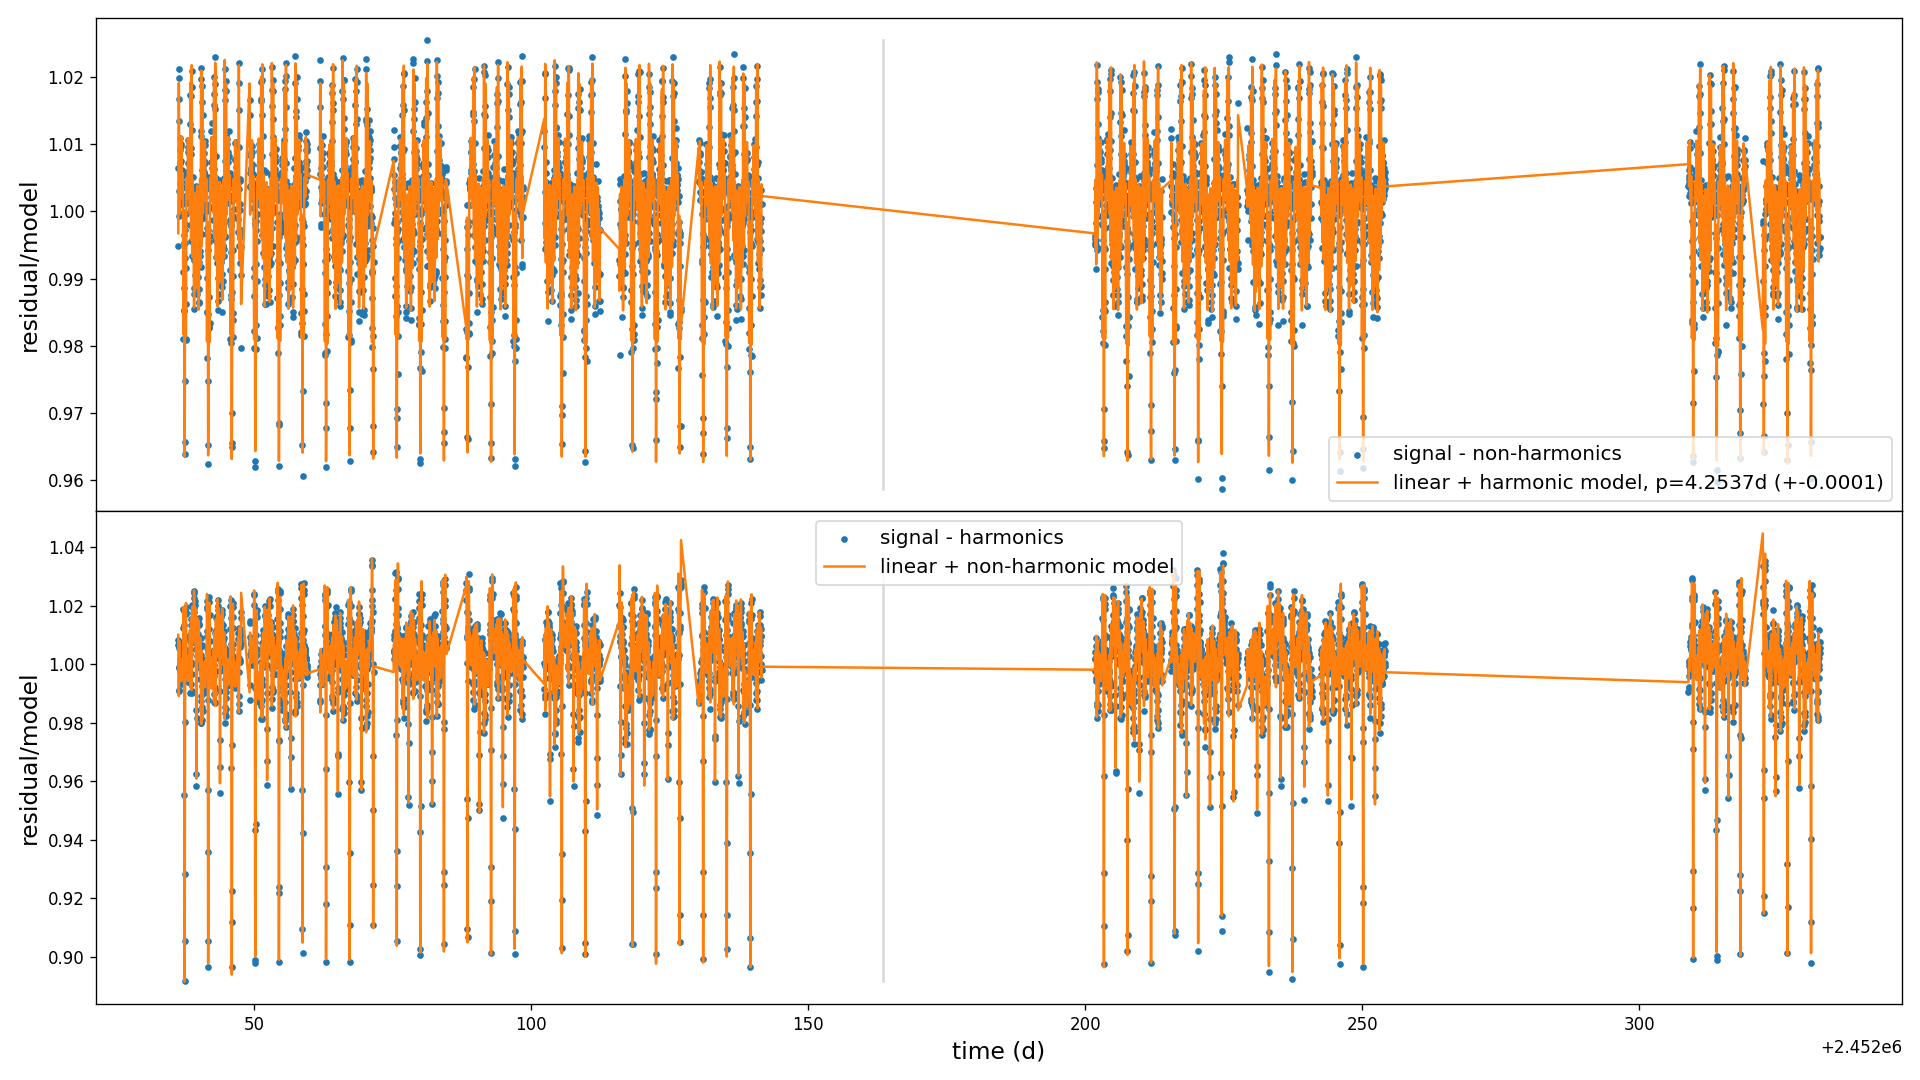 1.02
1.01
1.00
0.99
0.98
0.97
0.96
residual/model
signal - non-harmonics
linear + harmonic model, p=4.2537d (+-0.0001)
1.04
1.02
1.00
0.98
0.96
0.94
0.92
0.90
residual/model
signal - harmonics
linear + non-harmonic model
50
100
150
200
250
300
time (d)
+2.452e6